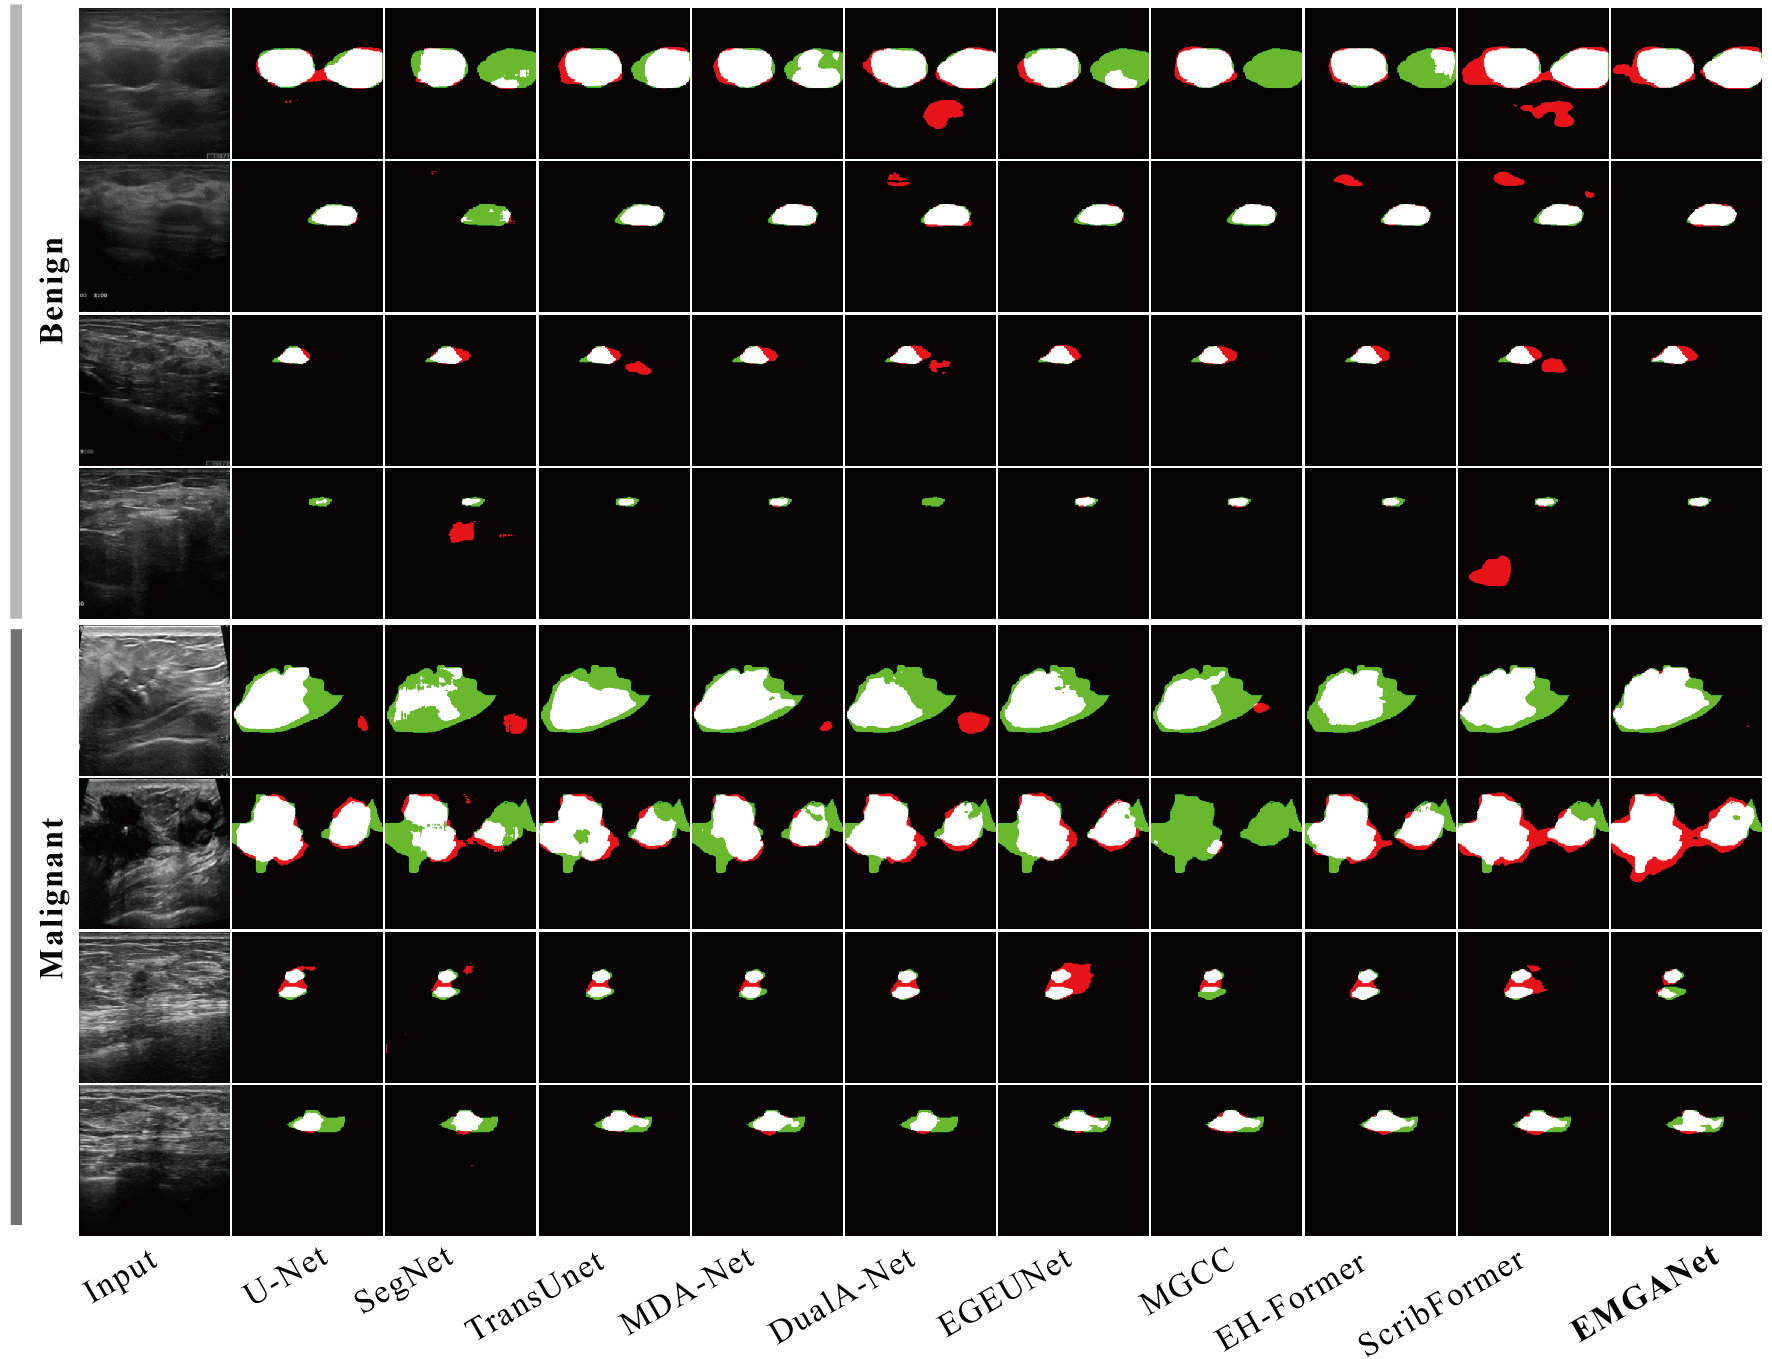 Benign
Malignant
Input
U-Net
SegNet
TransUnet
MDA-Net
DualA-Net
EGEUNet
MGCC
EH-Former
ScribFormer
EMGANet